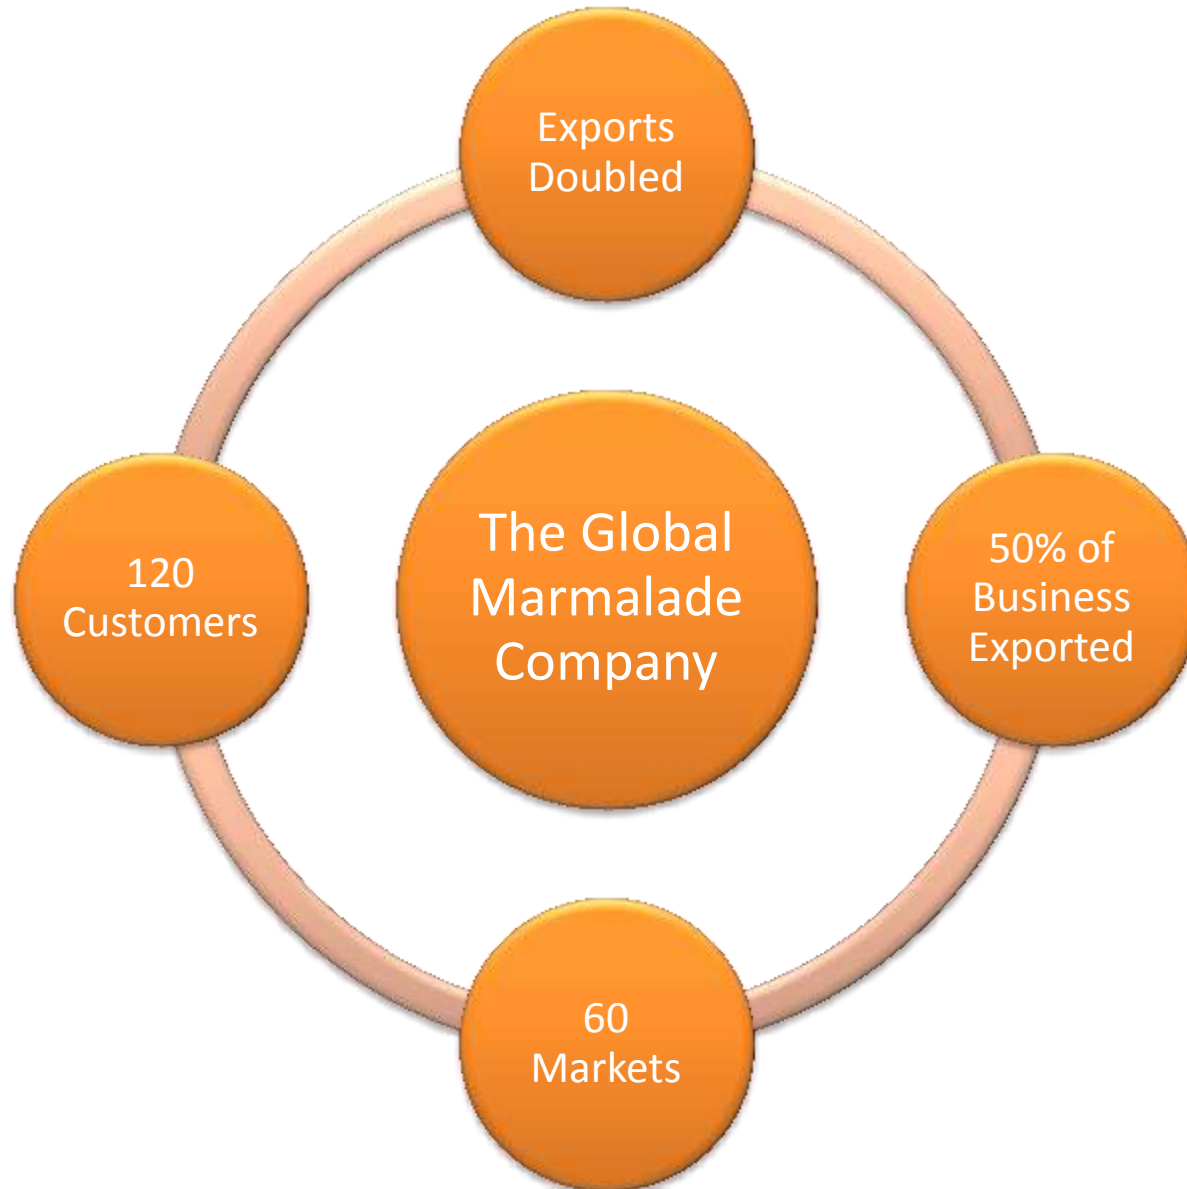 Exports
Doubled
The Global
Marmalade
Company
50% of
Business
Exported
120
Customers
60
Markets